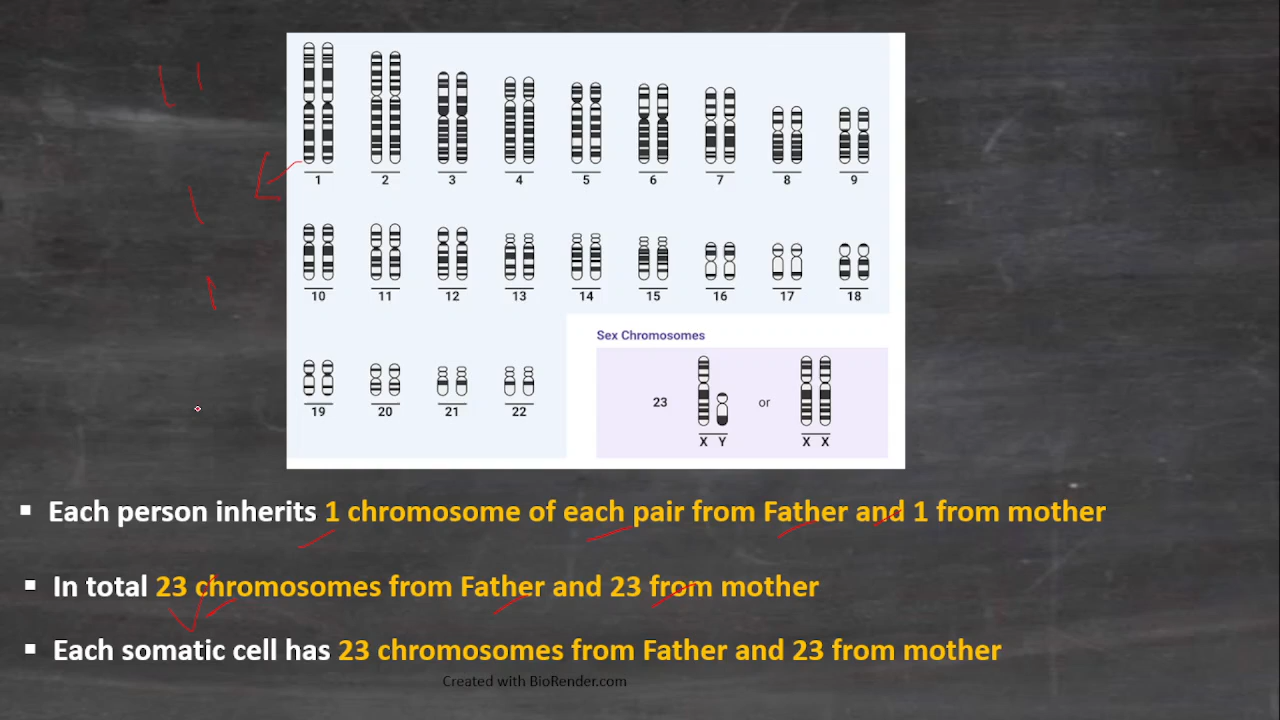 1 2 3 4 5 6 7 8 9
10 11 12 13 14 15 16 17 18
Sex Chromosomes
23 or
19 20 21 22
X Y X X
▪ Each person inherits 1 chromosome of each pair from Father and 1 from mother
▪ In total 23 chromosomes from Father and 23 from mother
▪ Each somatic cell has 23 chromosomes from Father and 23 from mother
Created with BioRender.com